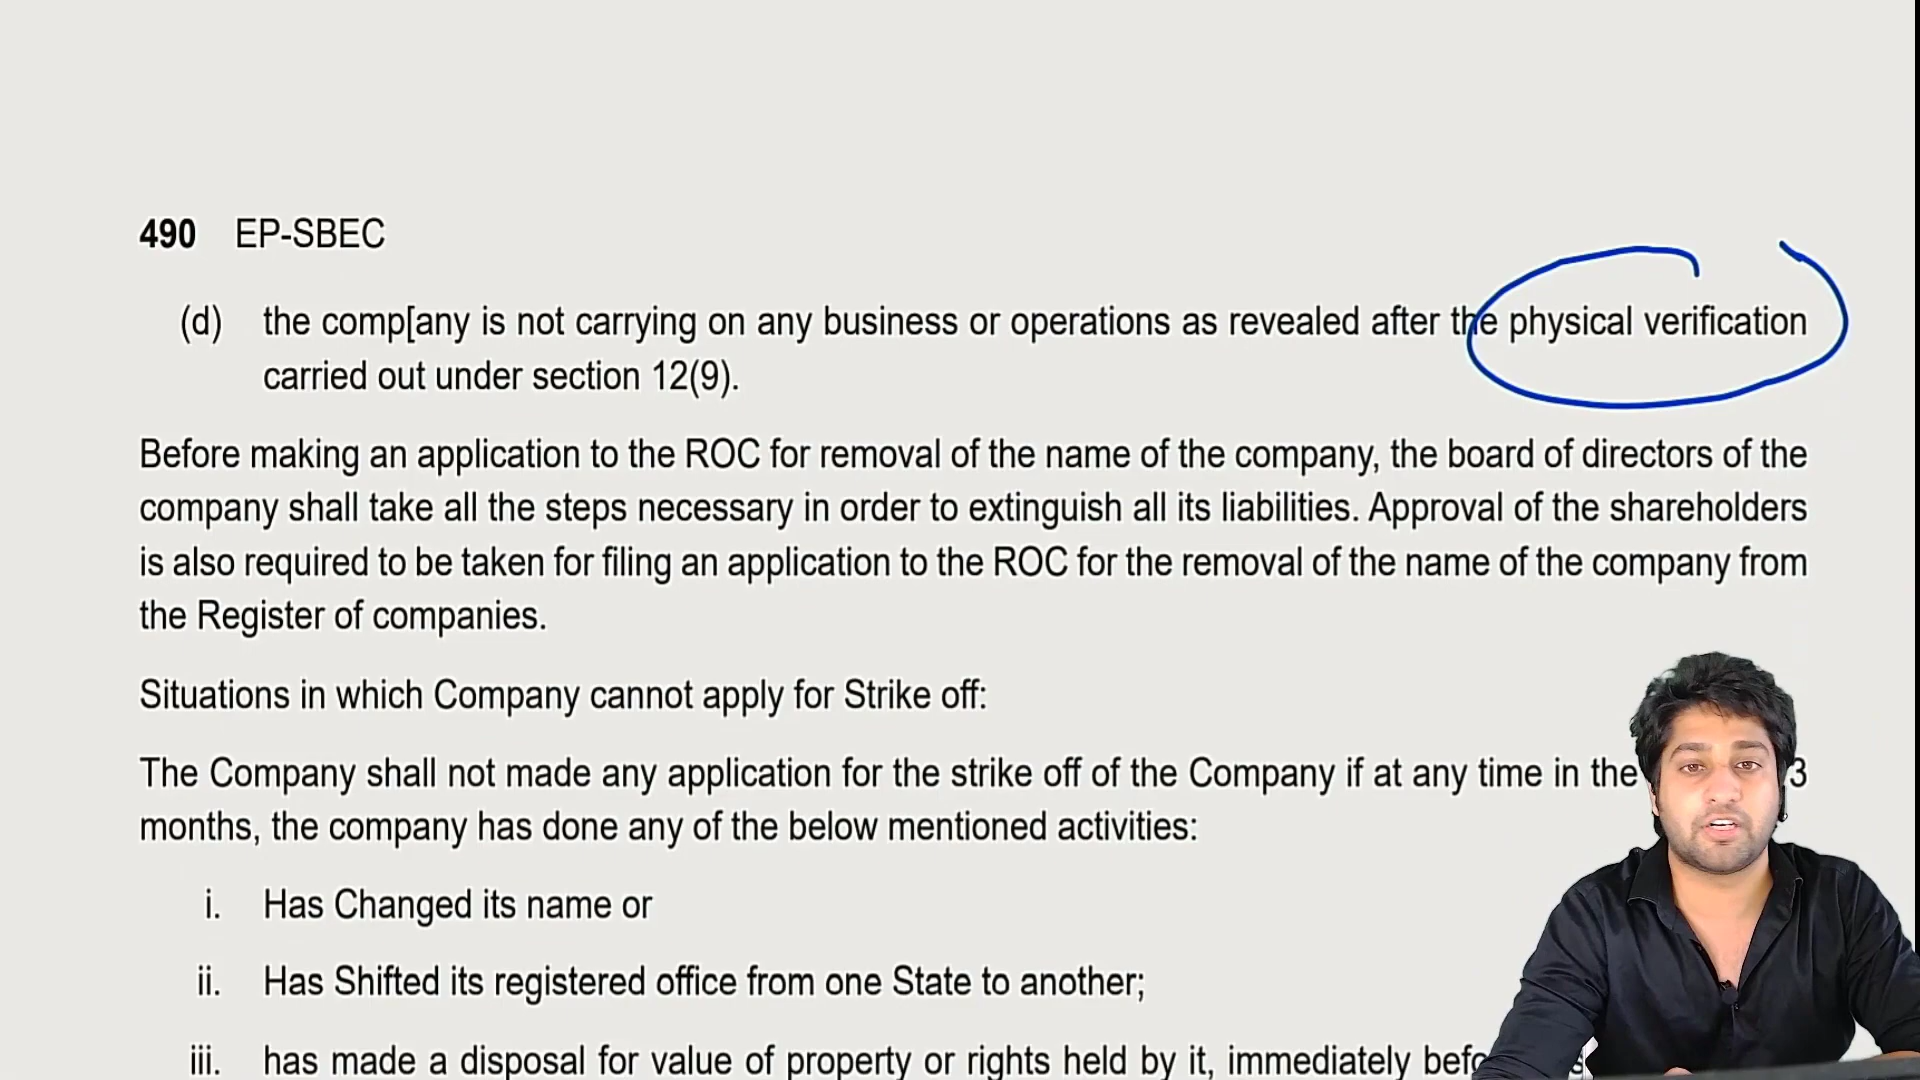 490 EP-SBEC
(d) the comp[any is not carrying on any business or operations as revealed after the physical verification
carried out under section 12(9).
Before making an application to the ROC for removal of the name of the company, the board of directors of the
company shall take all the steps necessary in order to extinguish all its liabilities. Approval of the shareholders
is also required to be taken for filing an application to the ROC for the removal of the name of the company from
the Register of companies.
Situations in which Company cannot apply for Strike off:
The Company shall not made any application for the strike off of the Company if at any time in the 3
months, the company has done any of the below mentioned activities:
i. Has Changed its name or
ii. Has Shifted its registered office from one State to another;
iii. has made a disposal for value of property or rights held by it, immediately